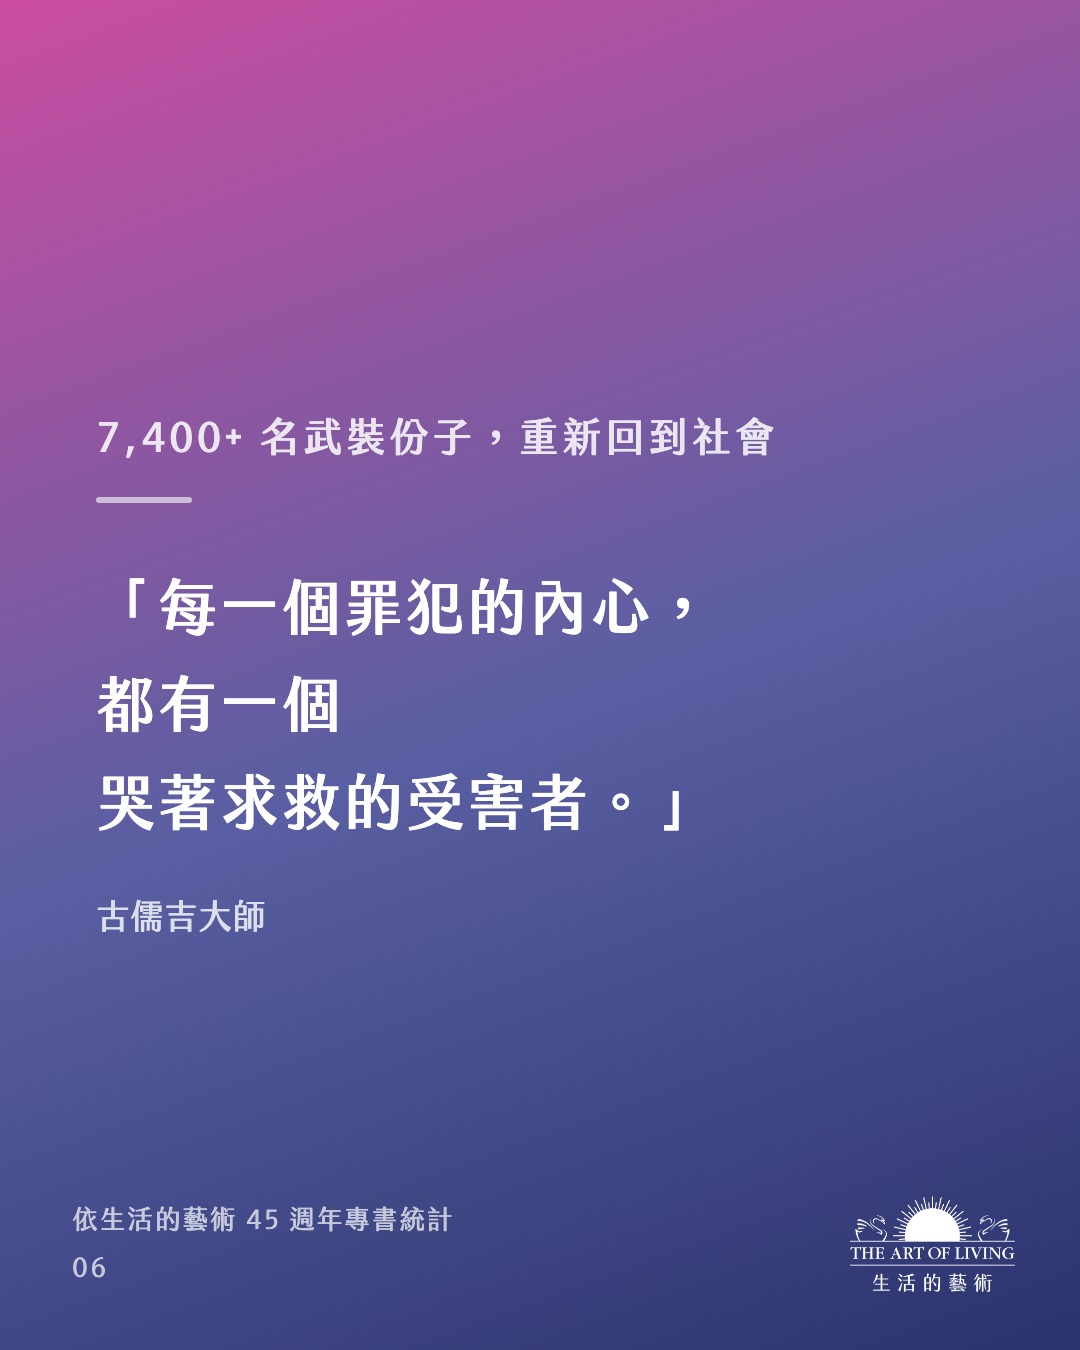 7,400+ 名武裝份子，重新回到社會
「每一個罪犯的內心，
都有一個
哭著求救的受害者。」
古儒吉大師
依生活的藝術 45 週年專書統計
06
THE ART OF LIVING
生活的藝術